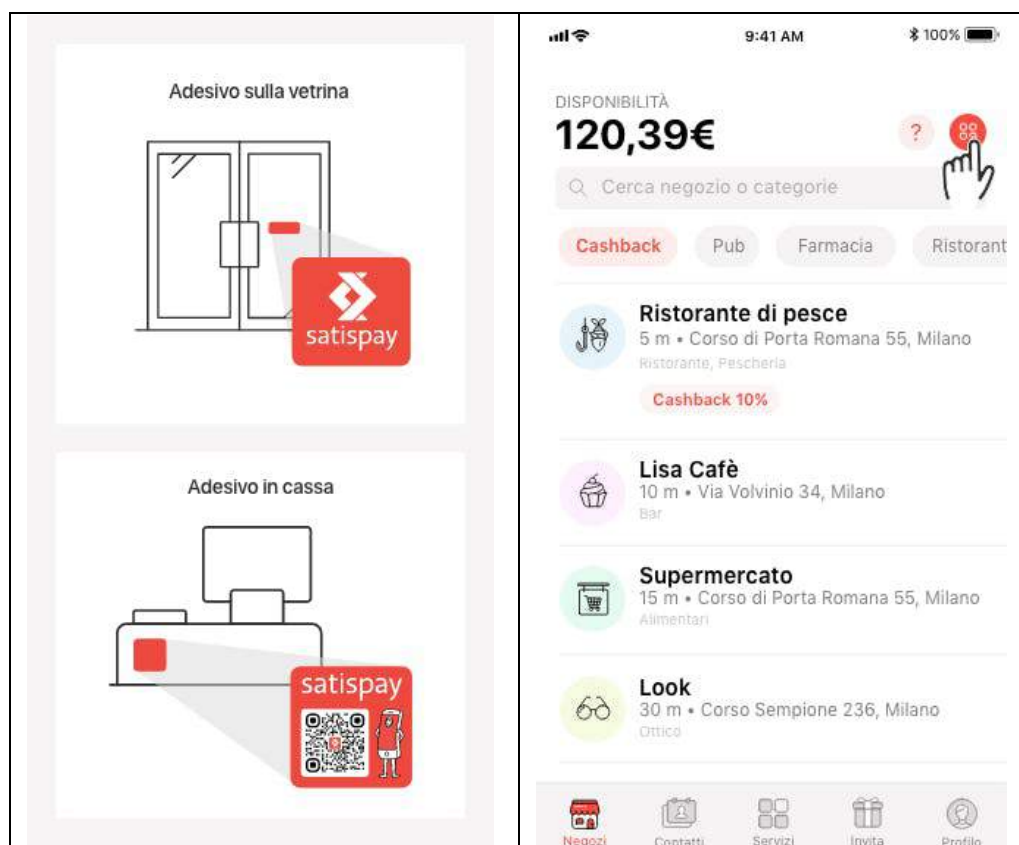 Adesivo sulla vetrina
satispay
Adesivo in cassa
satispay
9:41 AM
100%
DISPONIBILITÀ
120,39€
?
Cerca negozio o categorie
Cashback
Pub
Farmacia
Ristorant
Ristorante di pesce
5 m • Corso di Porta Romana 55, Milano
Ristorante, Pescheria
Cashback 10%
Lisa Cafè
10 m • Via Volvinio 34, Milano
Bar
Supermercato
15 m • Corso di Porta Romana 55, Milano
Alimentari
Look
30 m • Corso Sempione 236, Milano
Ottico
Negozi
Contatti
Servizi
Invita
Profilo